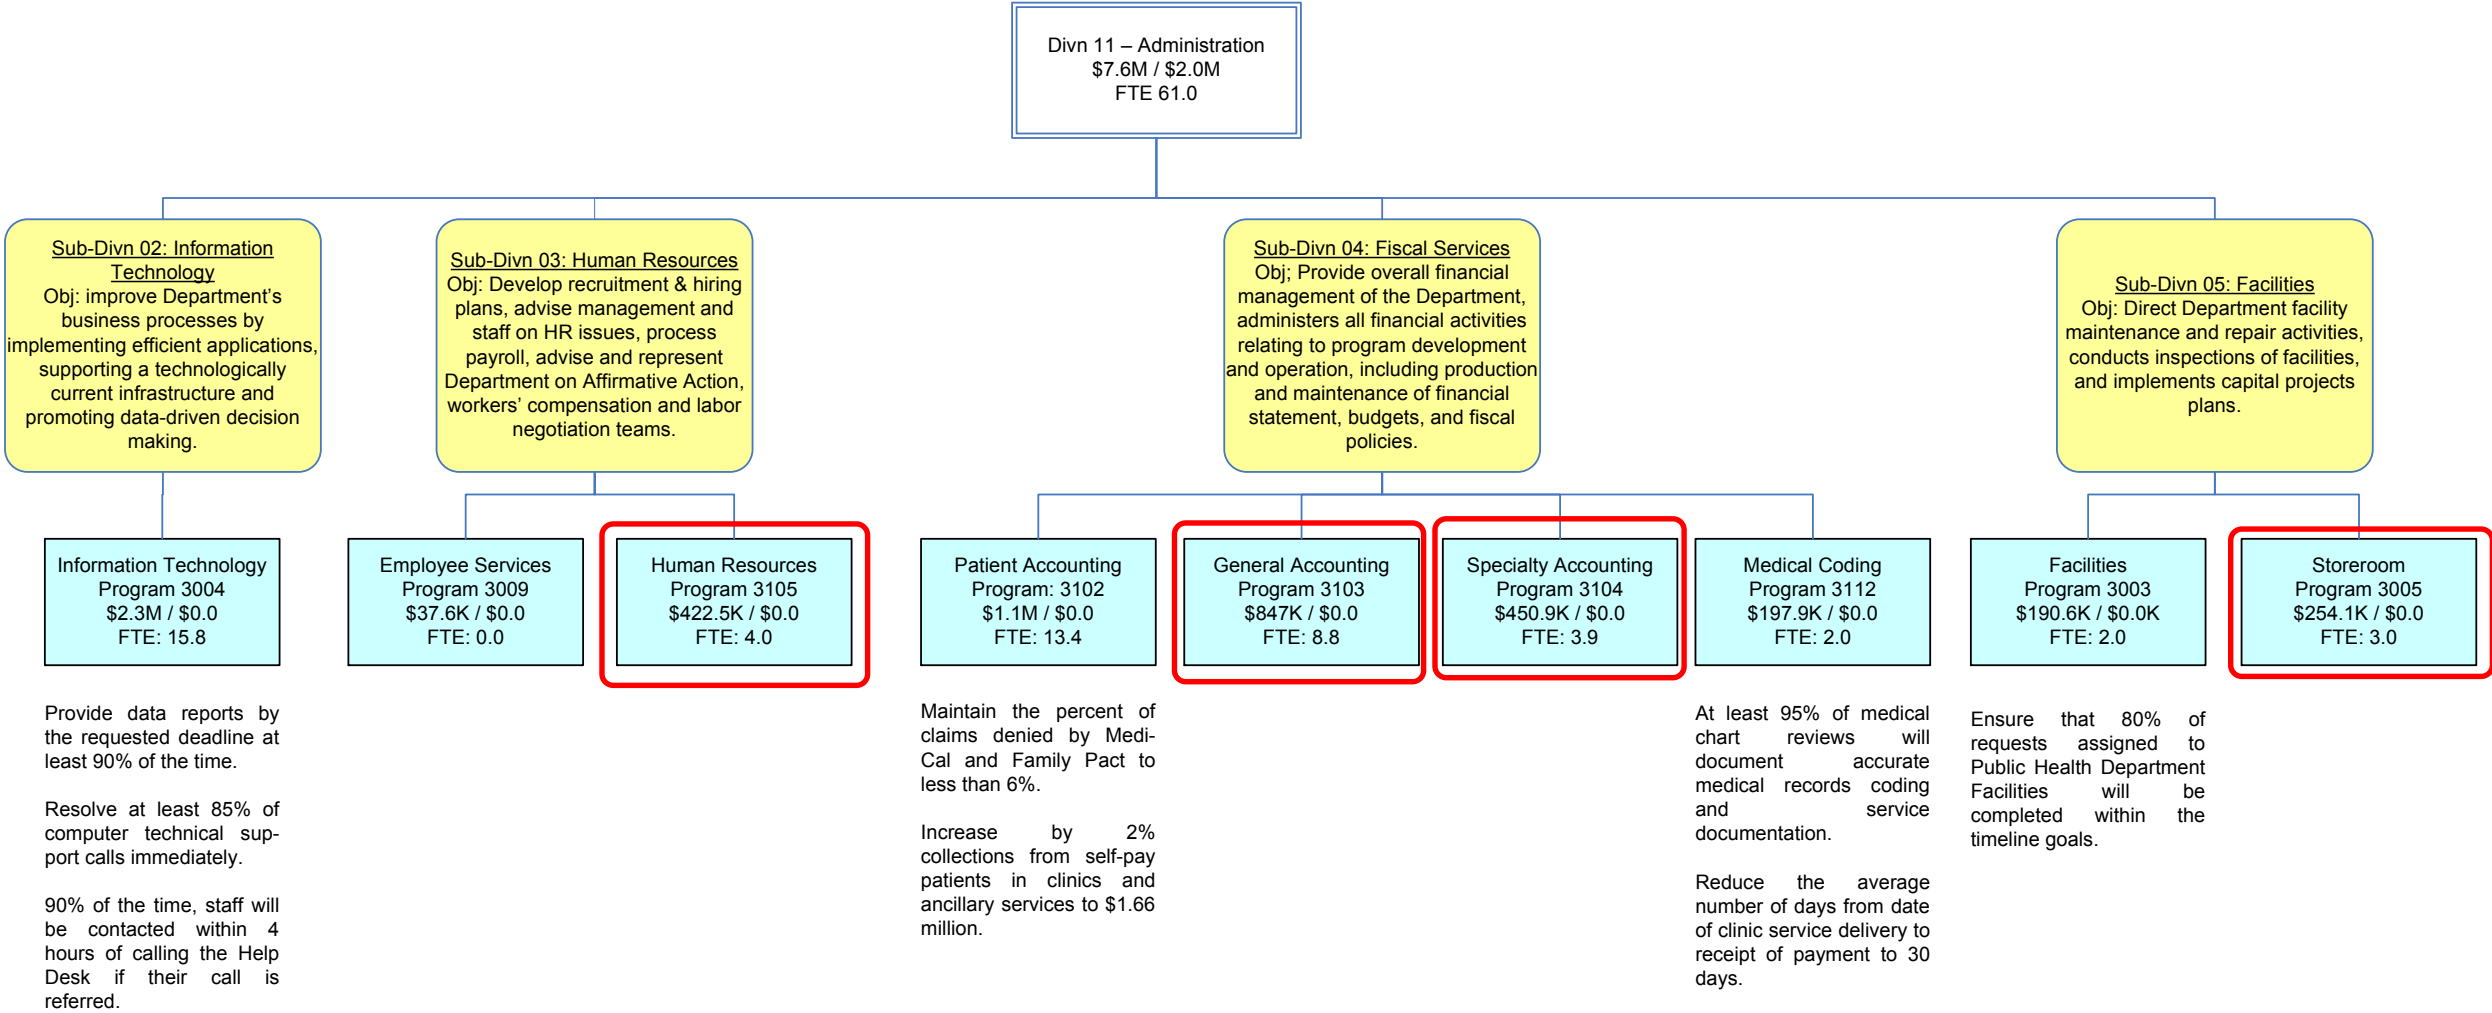 Divn 11 – Administration
$7.6M / $2.0M
FTE 61.0
Sub-Divn 02: Information
Technology
Obj: improve Department's
business processes by
implementing efficient applications,
supporting a technologically
current infrastructure and
promoting data-driven decision
making.
Sub-Divn 03: Human Resources
Obj: Develop recruitment & hiring
plans, advise management and
staff on HR issues, process
payroll, advise and represent
Department on Affirmative Action,
workers' compensation and labor
negotiation teams.
Sub-Divn 04: Fiscal Services
Obj; Provide overall financial
management of the Department,
administers all financial activities
relating to program development
and operation, including production
and maintenance of financial
statement, budgets, and fiscal
policies.
Sub-Divn 05: Facilities
Obj: Direct Department facility
maintenance and repair activities,
conducts inspections of facilities,
and implements capital projects
plans.
Information Technology
Program 3004
$2.3M / $0.0
FTE: 15.8
Employee Services
Program 3009
$37.6K / $0.0
FTE: 0.0
Human Resources
Program 3105
$422.5K / $0.0
FTE: 4.0
Patient Accounting
Program: 3102
$1.1M / $0.0
FTE: 13.4
General Accounting
Program 3103
$847K / $0.0
FTE: 8.8
Specialty Accounting
Program 3104
$450.9K / $0.0
FTE: 3.9
Medical Coding
Program 3112
$197.9K / $0.0
FTE: 2.0
Facilities
Program 3003
$190.6K / $0.0K
FTE: 2.0
Storeroom
Program 3005
$254.1K / $0.0
FTE: 3.0
Provide data reports by
the requested deadline at
least 90% of the time.
Resolve at least 85% of
computer technical sup-
port calls immediately.
90% of the time, staff will
be contacted within 4
hours of calling the Help
Desk if their call is
referred.
Maintain the percent of
claims denied by Medi-
Cal and Family Pact to
less than 6%.
Increase by 2%
collections from self-pay
patients in clinics and
ancillary services to $1.66
million.
At least 95% of medical
chart reviews will
document accurate
medical records coding
and service
documentation.
Reduce the average
number of days from date
of clinic service delivery to
receipt of payment to 30
days.
Ensure that 80% of
requests assigned to
Public Health Department
Facilities will be
completed within the
timeline goals.